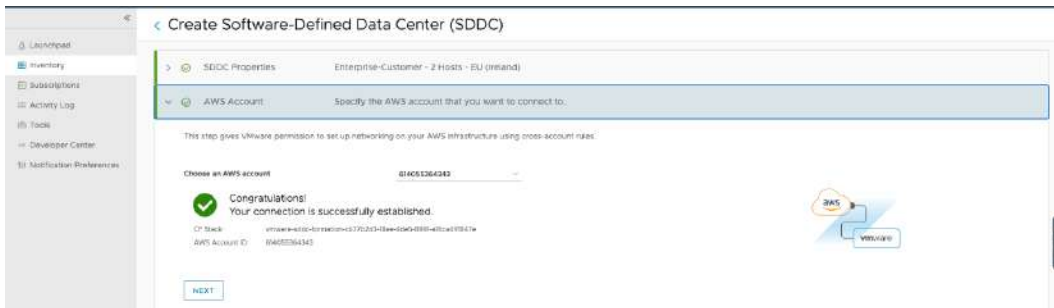 Create Software-Defined Data Center (SDDC)
Launchpad
Inventory
Subscriptions
Activity Log
Tools
Developer Center
Notification Preferences
SDDC Properties Enterprise-Customer - 2 Hosts - EU (Ireland)
AWS Account Specify the AWS account that you want to connect to.
This step gives VMware permission to set up networking on your AWS infrastructure using cross-account rules.
Choose an AWS account 614055364343
Congratulations!
Your connection is successfully established.
AWS Account ID: 614055364343
aws
vmware
NEXT